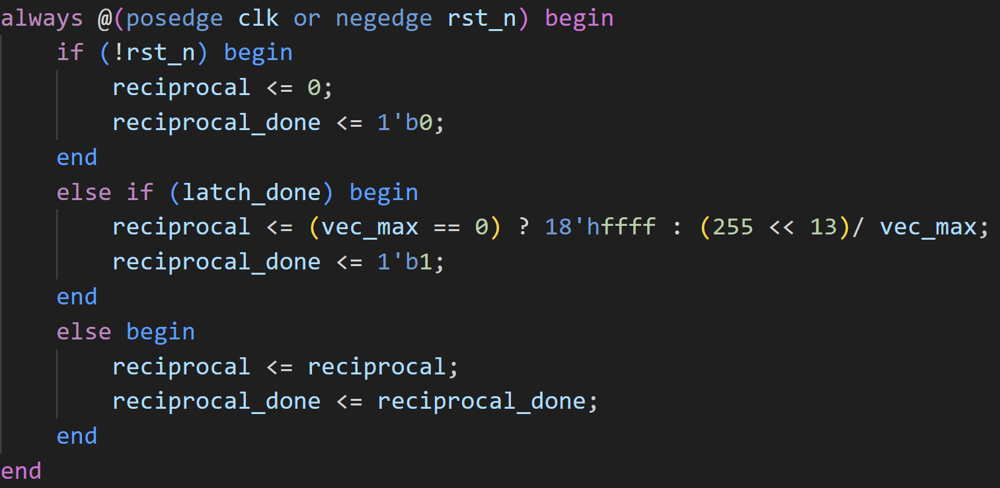 always @(posedge clk or negedge rst_n) begin
    if (!rst_n) begin
        reciprocal <= 0;
        reciprocal_done <= 1'b0;
    end
    else if (latch_done) begin
        reciprocal <= (vec_max == 0) ? 18'hffff : (255 << 13)/ vec_max;
        reciprocal_done <= 1'b1;
    end
    else begin
        reciprocal <= reciprocal;
        reciprocal_done <= reciprocal_done;
    end
end